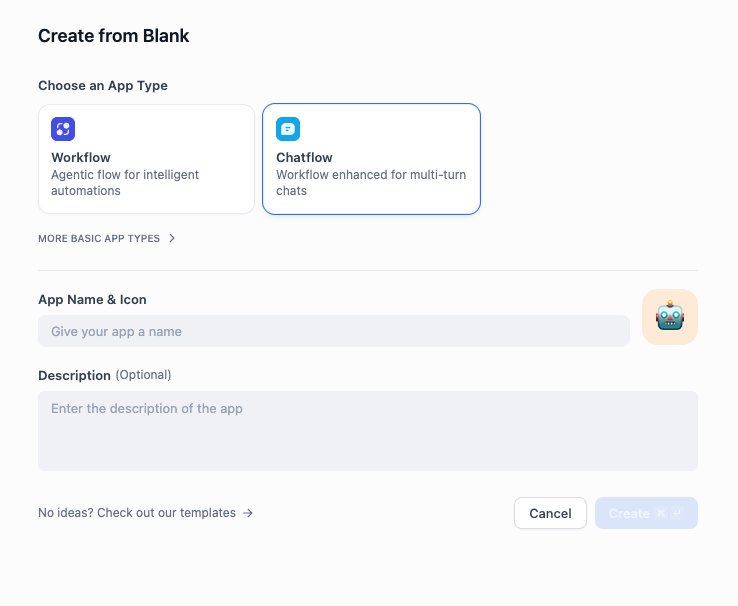 Create from Blank
Choose an App Type
Workflow
Agentic flow for intelligent
automations
Chatflow
Workflow enhanced for multi-turn
chats
MORE BASIC APP TYPES
App Name & Icon
Give your app a name
Description (Optional)
Enter the description of the app
No ideas? Check out our templates →
Cancel
Create ⌘ ↵